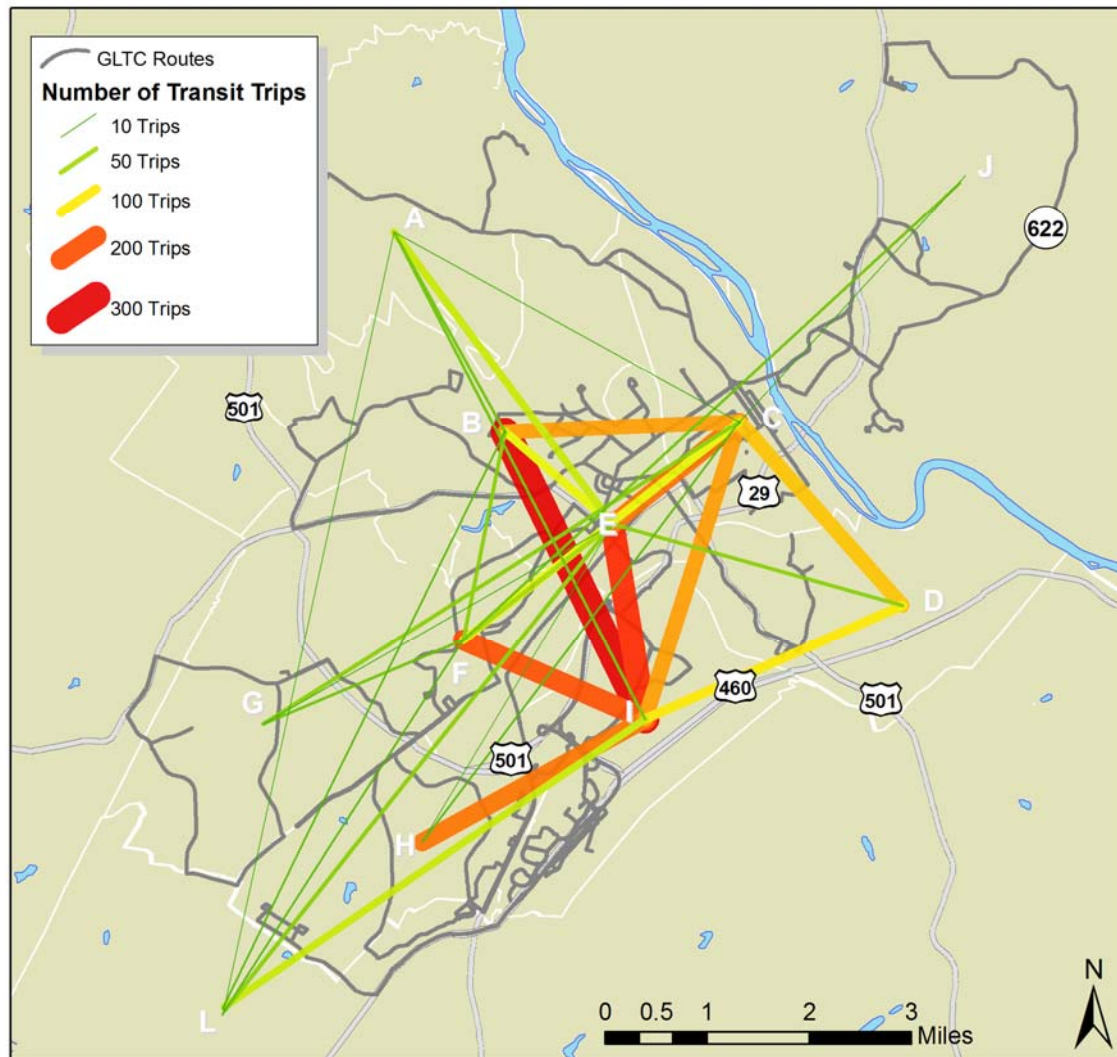 GLTC Routes
Number of Transit Trips
10 Trips
50 Trips
100 Trips
200 Trips
300 Trips
J
A
622
501
B
C
29
E
D
F
460
G
I
501
501
H
L
N
0 0.5 1 2 3
Miles